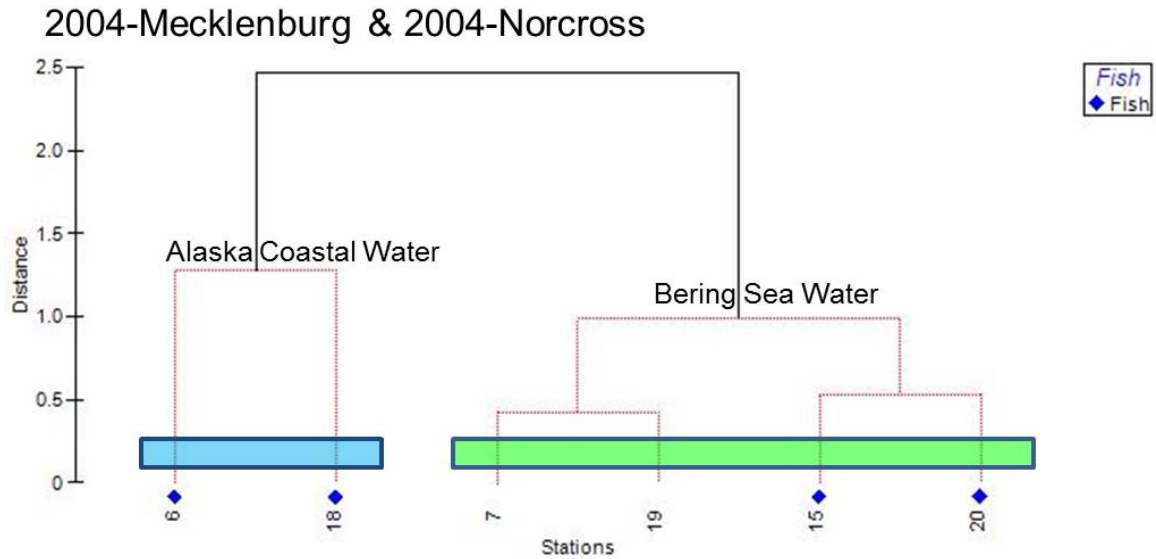 2004-Mecklenburg & 2004-Norcross
Fish
Fish
2.5
2.0
1.5
1.0
0.5
0
Distance
Alaska Coastal Water
Bering Sea Water
6
18
7
19
15
20
Stations